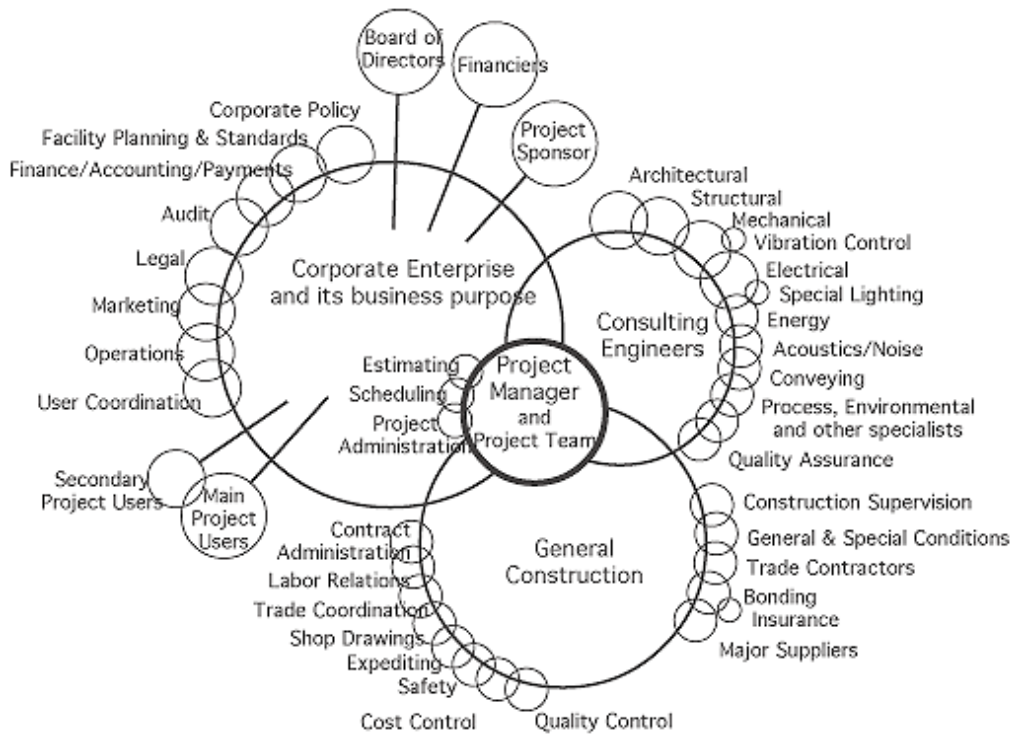 Board of
Directors
Financiers
Project
Sponsor
Corporate Policy
Facility Planning & Standards
Finance/Accounting/Payments
Audit
Legal
Marketing
Operations
User Coordination
Secondary
Project Users
Main
Project
Users
Corporate Enterprise
and its business purpose
Estimating
Scheduling
Project
Administration
Project
Manager
and
Project Team
Architectural
Structural
Mechanical
Vibration Control
Electrical
Special Lighting
Energy
Acoustics/Noise
Conveying
Process, Environmental
and other specialists
Quality Assurance
Consulting
Engineers
Construction Supervision
General & Special Conditions
Trade Contractors
Bonding
Insurance
Major Suppliers
General
Construction
Contract
Administration
Labor Relations
Trade Coordination
Shop Drawings
Expediting
Safety
Cost Control
Quality Control